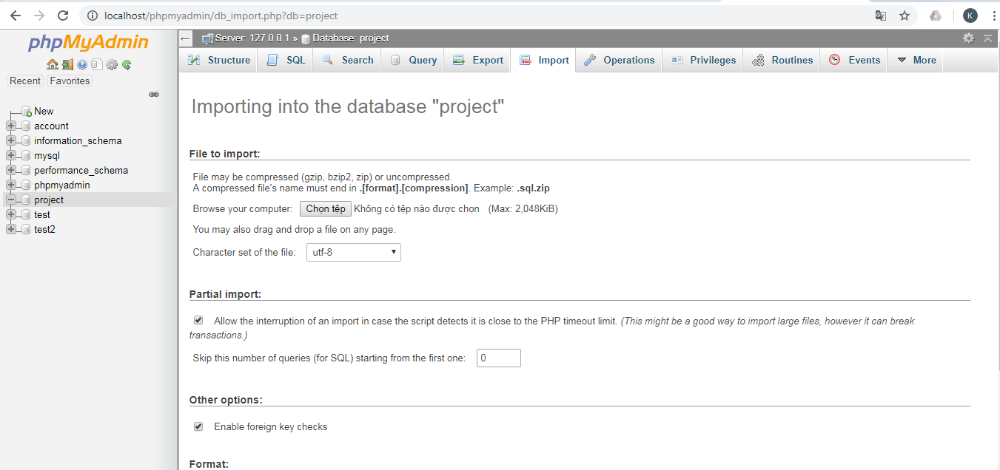 localhost/phpmyadmin/db_import.php?db=project
K
phpMyAdmin
Recent Favorites
New
account
information_schema
mysql
performance_schema
phpmyadmin
project
test
test2
← Server: 127.0.0.1 » Database: project
Structure SQL Search Query Export Import Operations Privileges Routines Events More
Importing into the database "project"
File to import:
File may be compressed (gzip, bzip2, zip) or uncompressed.
A compressed file's name must end in .[format].[compression]. Example: .sql.zip
Browse your computer: Chọn tệp Không có tệp nào được chọn (Max: 2,048KiB)
You may also drag and drop a file on any page.
Character set of the file: utf-8
Partial import:
Allow the interruption of an import in case the script detects it is close to the PHP timeout limit. (This might be a good way to import large files, however it can break
transactions.)
Skip this number of queries (for SQL) starting from the first one: 0
Other options:
Enable foreign key checks
Format: